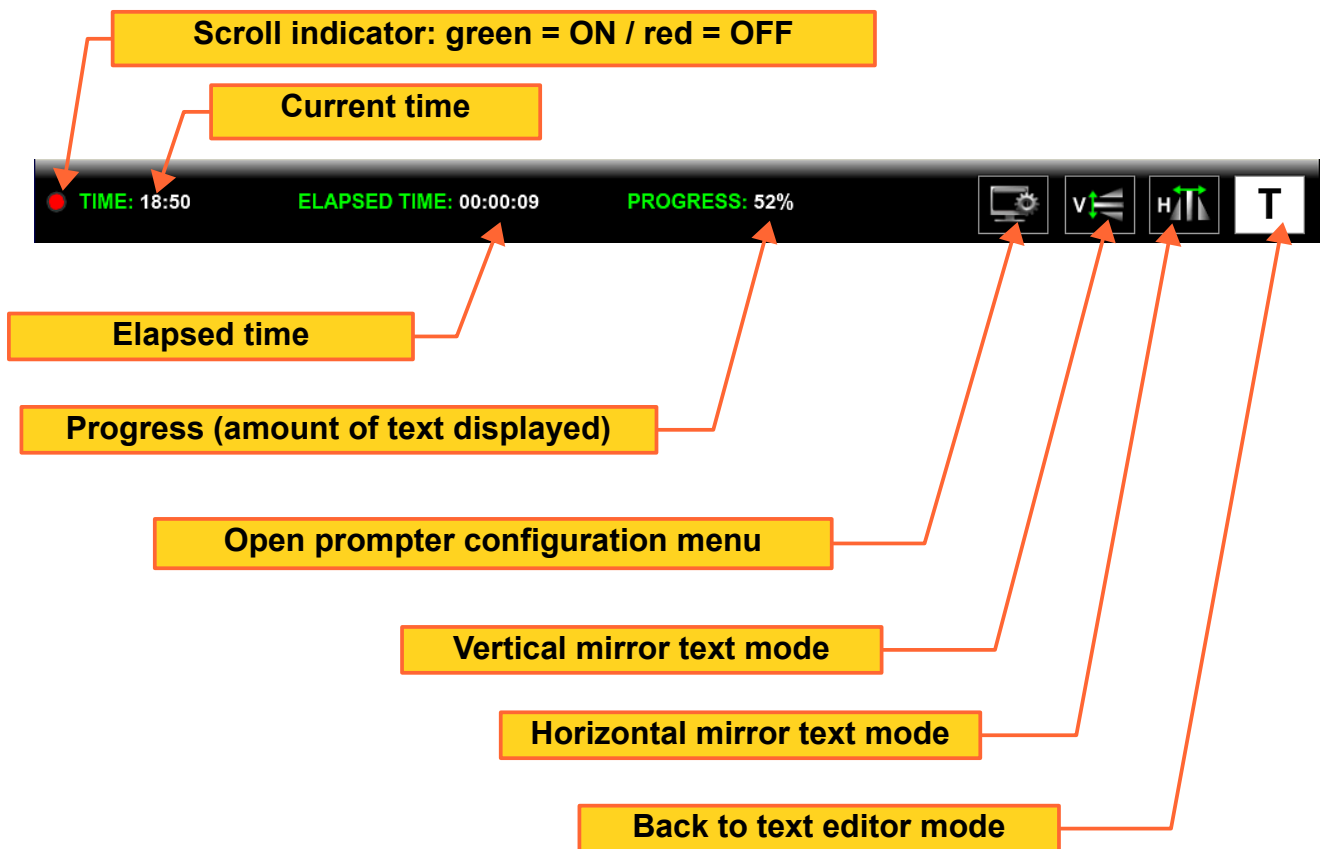 Scroll indicator: green = ON / red = OFF
Current time
TIME: 18:50 ELAPSED TIME: 00:00:09 PROGRESS: 52% V H T
Elapsed time
Progress (amount of text displayed)
Open prompter configuration menu
Vertical mirror text mode
Horizontal mirror text mode
Back to text editor mode